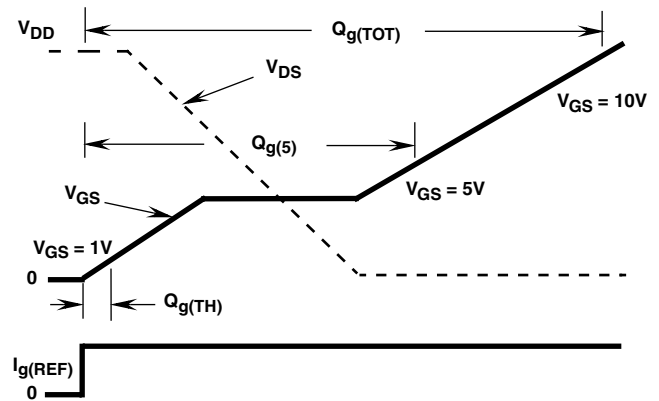 V_DD
Q_g(TOT)
V_DS
V_GS = 10V
Q_g(5)
V_GS
V_GS = 5V
V_GS = 1V
0
Q_g(TH)
I_g(REF)
0